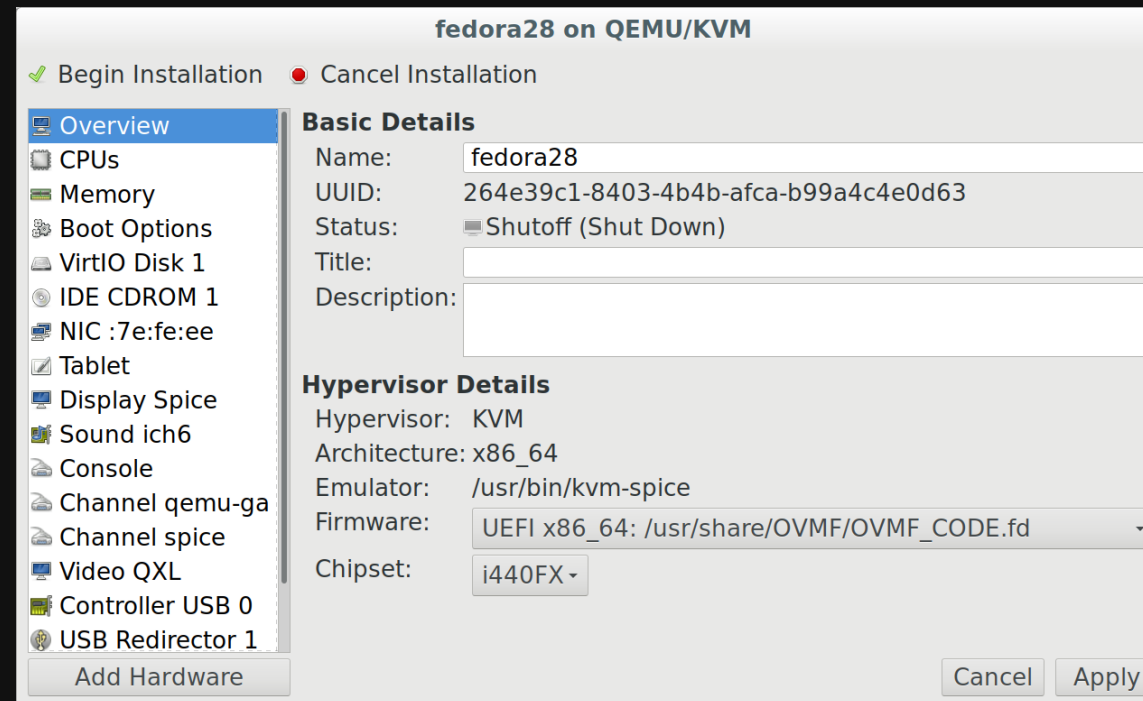 fedora28 on QEMU/KVM
Begin Installation Cancel Installation
Overview
CPUs
Memory
Boot Options
VirtIO Disk 1
IDE CDROM 1
NIC :7e:fe:ee
Tablet
Display Spice
Sound ich6
Console
Channel qemu-ga
Channel spice
Video QXL
Controller USB 0
USB Redirector 1
Add Hardware
Basic Details
Name: fedora28
UUID: 264e39c1-8403-4b4b-afca-b99a4c4e0d63
Status: Shutoff (Shut Down)
Title:
Description:
Hypervisor Details
Hypervisor: KVM
Architecture: x86_64
Emulator: /usr/bin/kvm-spice
Firmware: UEFI x86_64: /usr/share/OVMF/OVMF_CODE.fd
Chipset: i440FX
Cancel Apply